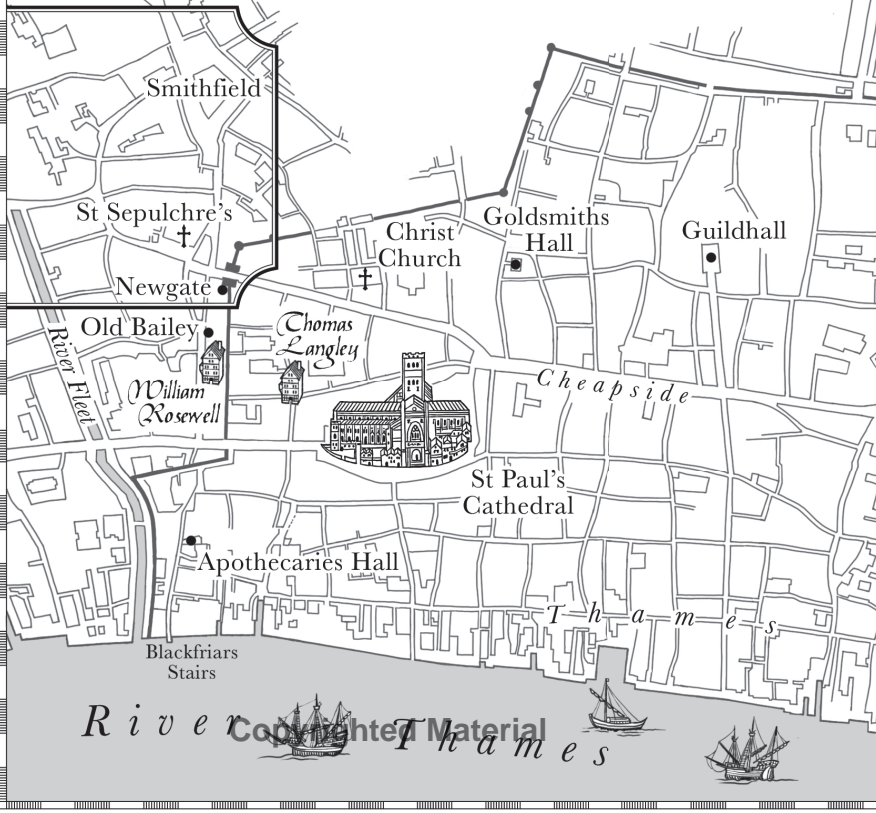 Smithfield
St Sepulchre's
Newgate
Christ
Church
Goldsmiths
Hall
Guildhall
Old Bailey
Thomas
Langley
William
Rosewell
River Fleet
Cheapside
St Paul's
Cathedral
Apothecaries Hall
Thames
Blackfriars
Stairs
River Thames
Copyrighted Material